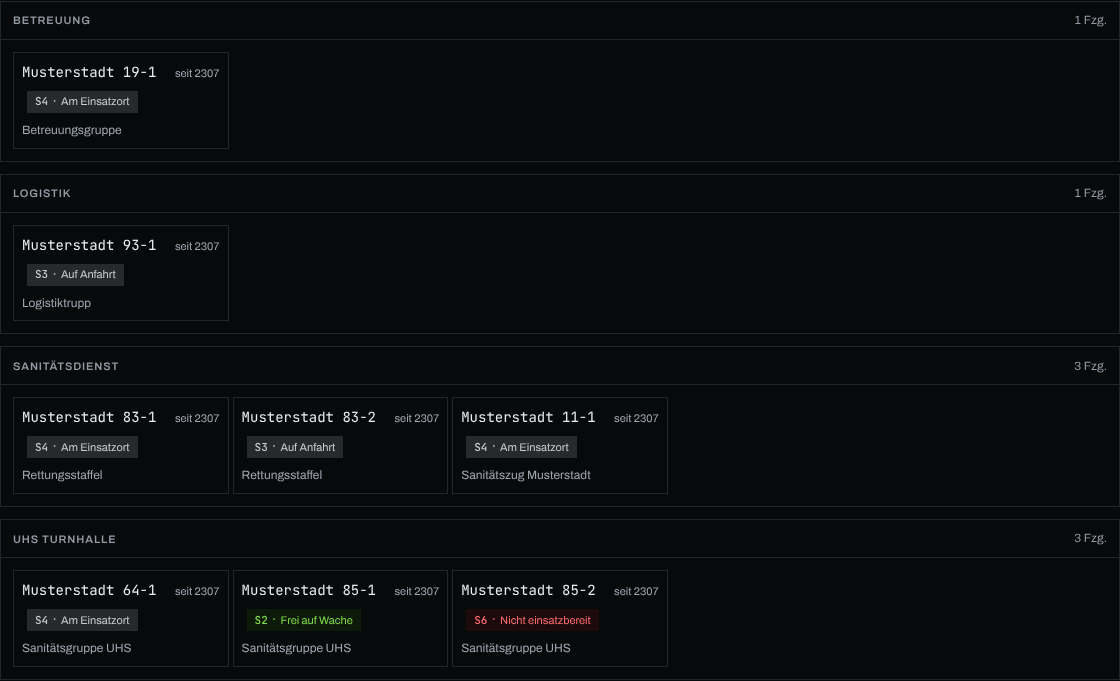 BETREUUNG 1 Fzg.
Musterstadt 19-1 seit 2307
S4 · Am Einsatzort
Betreuungsgruppe
LOGISTIK 1 Fzg.
Musterstadt 93-1 seit 2307
S3 · Auf Anfahrt
Logistiktrupp
SANITÄTSDIENST 3 Fzg.
Musterstadt 83-1 seit 2307 Musterstadt 83-2 seit 2307 Musterstadt 11-1 seit 2307
S4 · Am Einsatzort S3 · Auf Anfahrt S4 · Am Einsatzort
Rettungsstaffel Rettungsstaffel Sanitätszug Musterstadt
UHS TURNHALLE 3 Fzg.
Musterstadt 64-1 seit 2307 Musterstadt 85-1 seit 2307 Musterstadt 85-2 seit 2307
S4 · Am Einsatzort S2 · Frei auf Wache S6 · Nicht einsatzbereit
Sanitätsgruppe UHS Sanitätsgruppe UHS Sanitätsgruppe UHS